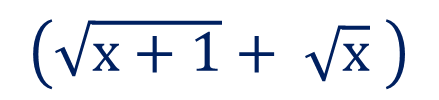 (√x + 1 + √x )